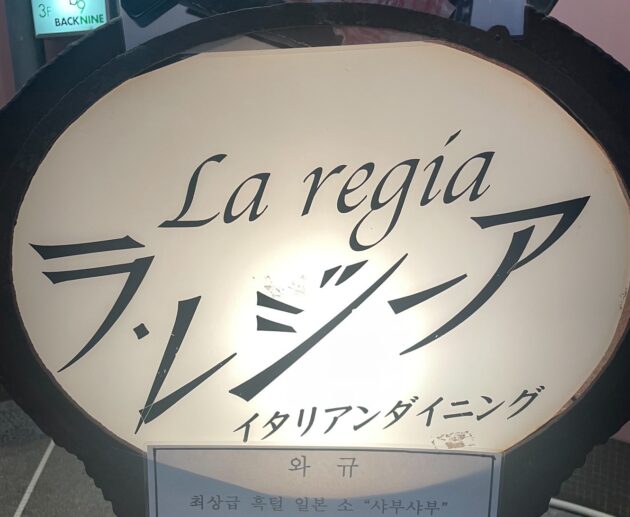 3F
BACKNINE
La regia
ラ・レジーア
イタリアンダイニング
와 규
최상급 흑털 일본 소 "샤부샤부"